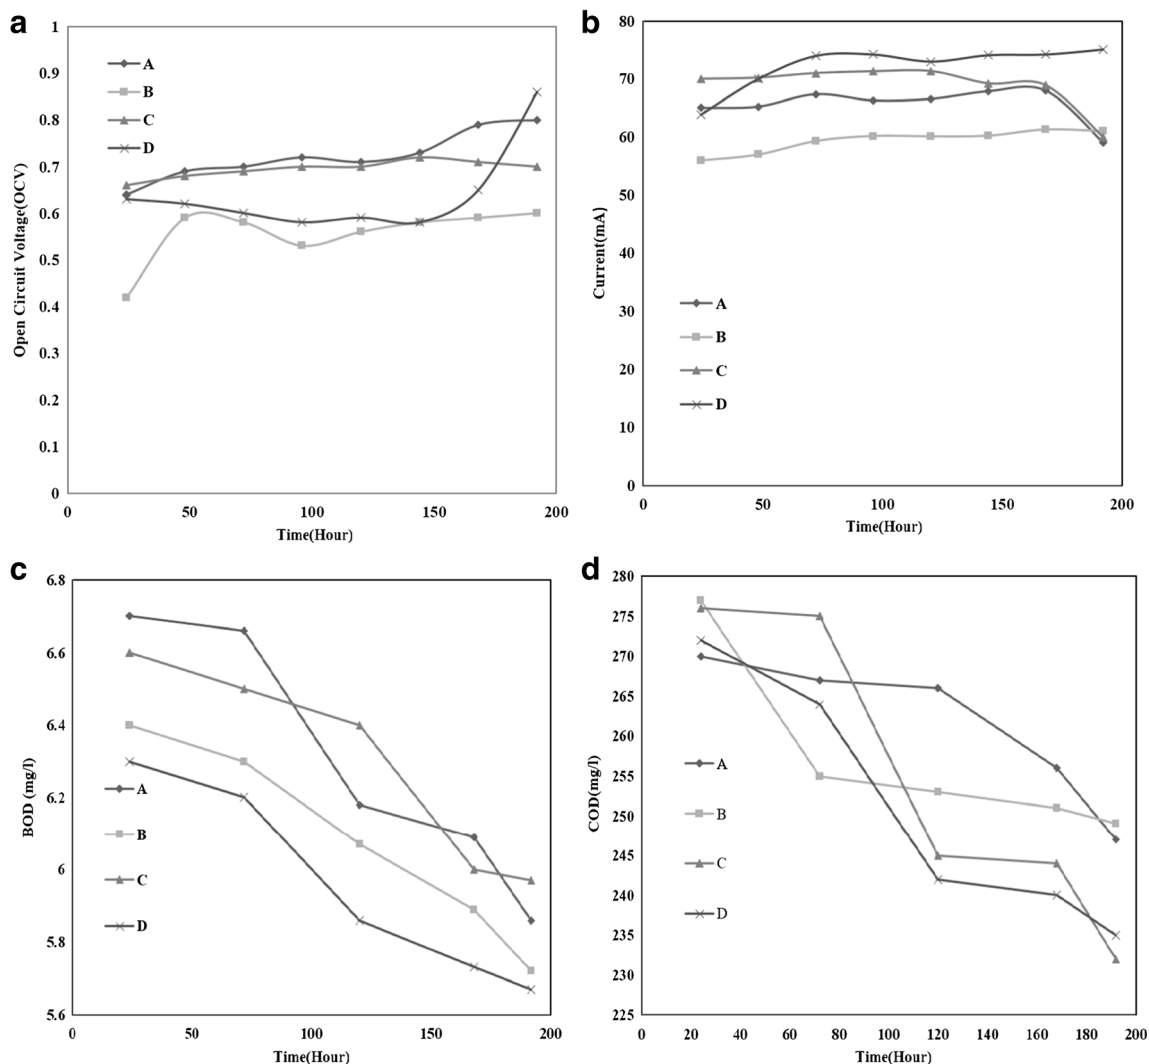 a
1
0.9
0.8
0.7
0.6
0.5
0.4
0.3
0.2
0.1
0
Open Circuit Voltage(OCV)
A
B
C
D
0 50 100 150 200
Time(Hour)
b
80
70
60
50
40
30
20
10
0
Current(mA)
A
B
C
D
0 50 100 150 200
Time(Hour)
c
6.8
6.6
6.4
6.2
6
5.8
5.6
BOD (mg/l)
A
B
C
D
0 50 100 150 200
Time(Hour)
d
280
275
270
265
260
255
250
245
240
235
230
225
COD(mg/l)
A
B
C
D
0 20 40 60 80 100 120 140 160 180 200
Time(Hour)